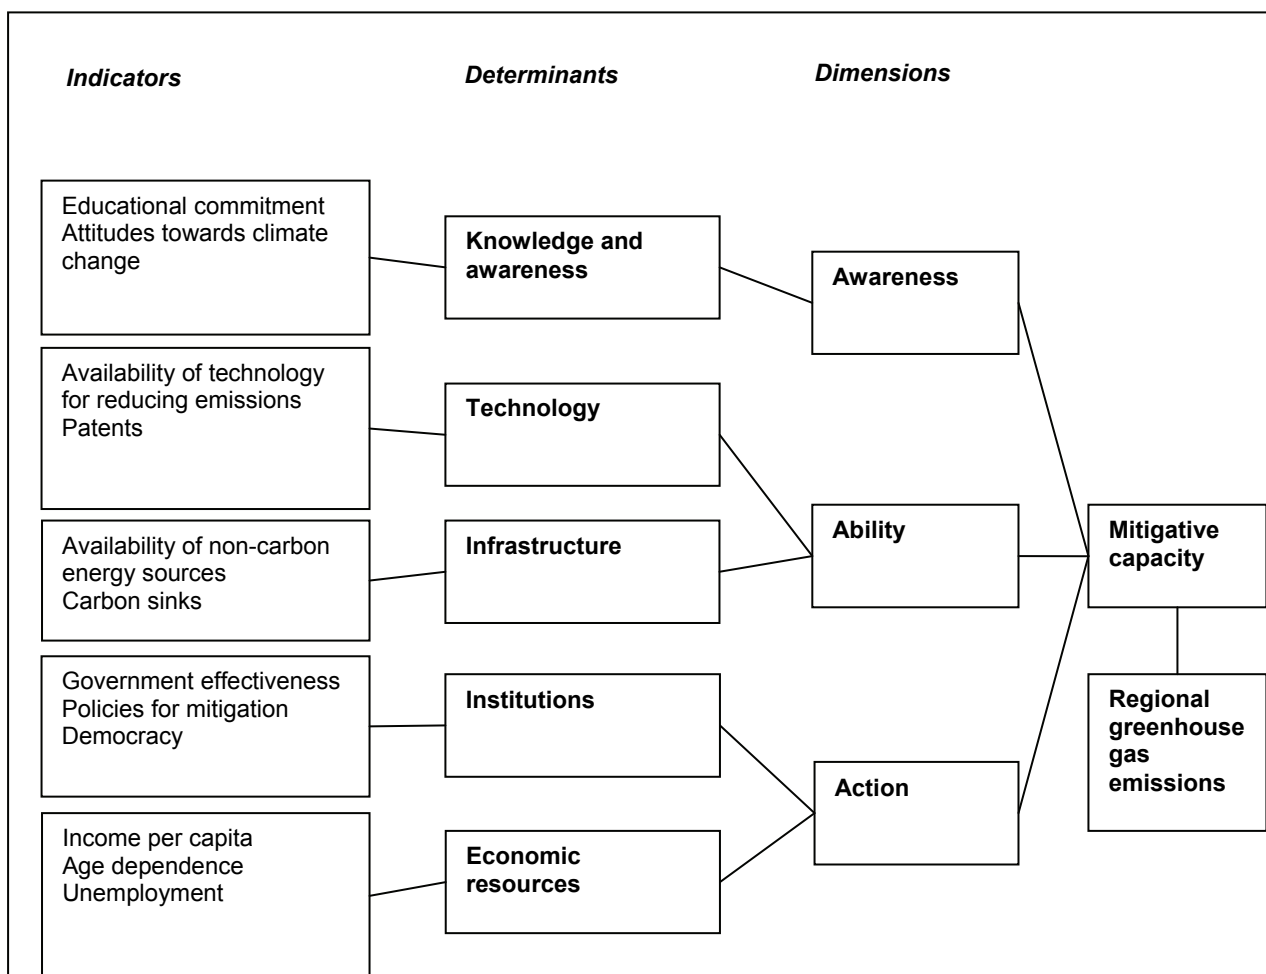 Indicators
Determinants
Dimensions
Educational commitment
Attitudes towards climate
change
Knowledge and
awareness
Awareness
Availability of technology
for reducing emissions
Patents
Technology
Availability of non-carbon
energy sources
Carbon sinks
Infrastructure
Ability
Mitigative
capacity
Government effectiveness
Policies for mitigation
Democracy
Institutions
Regional
greenhouse
gas
emissions
Action
Income per capita
Age dependence
Unemployment
Economic
resources